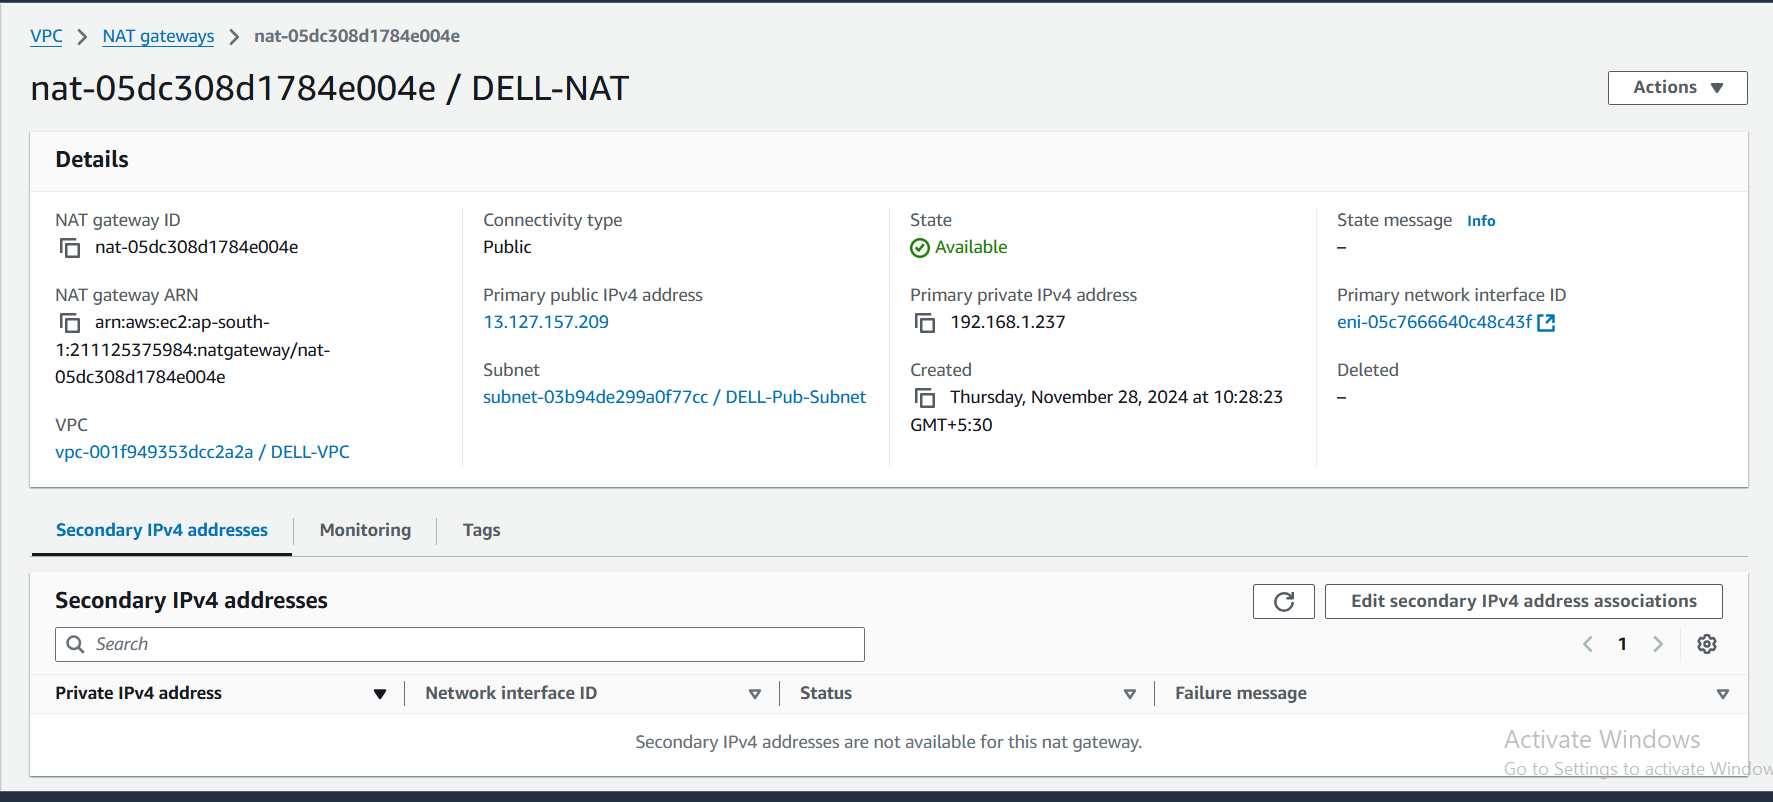 VPC > NAT gateways > nat-05dc308d1784e004e
nat-05dc308d1784e004e / DELL-NAT
Actions
Details
NAT gateway ID
nat-05dc308d1784e004e
NAT gateway ARN
arn:aws:ec2:ap-south-
1:211125375984:natgateway/nat-
05dc308d1784e004e
VPC
vpc-001f949353dcc2a2a / DELL-VPC
Connectivity type
Public
Primary public IPv4 address
13.127.157.209
Subnet
subnet-03b94de299a0f77cc / DELL-Pub-Subnet
State
Available
Primary private IPv4 address
192.168.1.237
Created
Thursday, November 28, 2024 at 10:28:23
GMT+5:30
State message Info
–
Primary network interface ID
eni-05c7666640c48c43f
Deleted
–
Secondary IPv4 addresses Monitoring Tags
Secondary IPv4 addresses
Edit secondary IPv4 address associations
Search
1
Private IPv4 address Network interface ID Status Failure message
Secondary IPv4 addresses are not available for this nat gateway.
Activate Windows
Go to Settings to activate Window